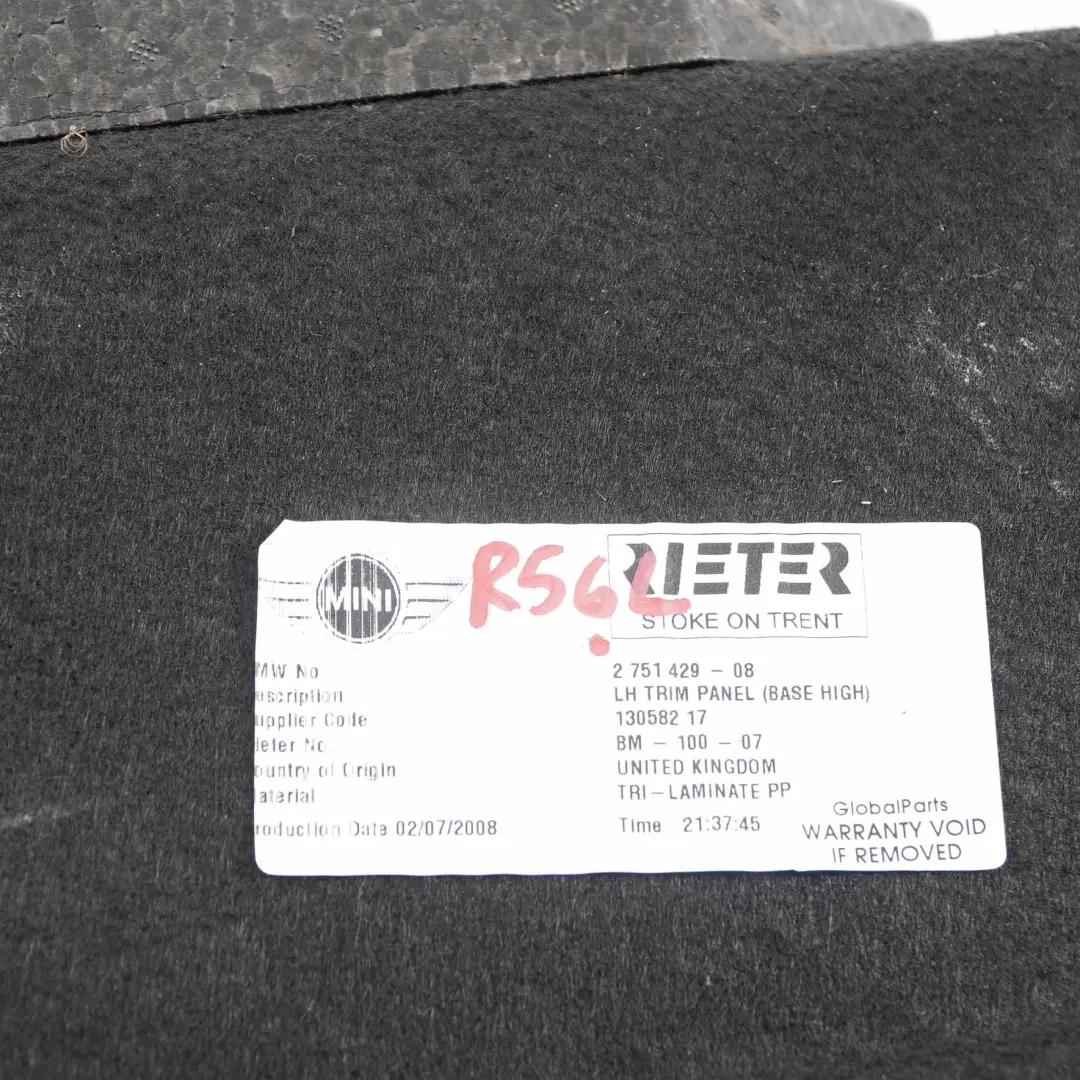 MINI
R56L
RIETER
STOKE ON TRENT
MW No 2 751 429 - 08
escription LH TRIM PANEL (BASE HIGH)
upplier Code 130582 17
ieter No. BM - 100 - 07
ountry of Origin UNITED KINGDOM
aterial TRI-LAMINATE PP
roduction Date 02/07/2008 Time 21:37:45
GlobalParts
WARRANTY VOID
IF REMOVED